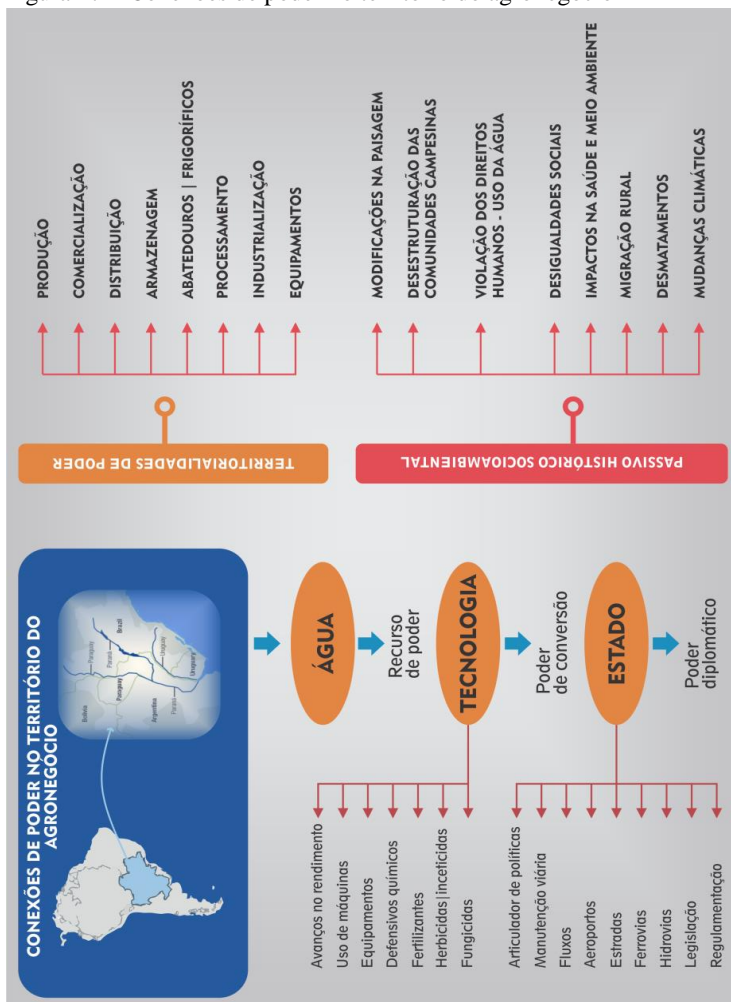 Figura
Conexões de poder no território do agronegócio
CONEXÕES DE PODER NO TERRITÓRIO DO
AGRONEGÓCIO
Bolivia
Paraguay
Brazil
Paraná
Paraguay
Argentina
Uruguay
Paraná
ÁGUA
Recurso
de poder
TECNOLOGIA
Poder
de conversão
ESTADO
Poder
diplomático
Avanços no rendimento
Uso de máquinas
Equipamentos
Defensivos químicos
Fertilizantes
Herbicidas|inceticidas
Fungicidas
Articulador de políticas
Manutenção viária
Fluxos
Aeroportos
Estradas
Ferrovias
Hidrovias
Legislação
Regulamentação
TERRITORIALIDADES DE PODER
PRODUÇÃO
COMERCIALIZAÇÃO
DISTRIBUIÇÃO
ARMAZENAGEM
ABATEDOUROS | FRIGORÍFICOS
PROCESSAMENTO
INDUSTRIALIZAÇÃO
EQUIPAMENTOS
PASSIVO HISTÓRICO SOCIOAMBIENTAL
MODIFICAÇÕES NA PAISAGEM
DESESTRUTURAÇÃO DAS
COMUNIDADES CAMPESINAS
VIOLAÇÃO DOS DIREITOS
HUMANOS - USO DA ÁGUA
DESIGUALDADES SOCIAIS
IMPACTOS NA SAÚDE E MEIO AMBIENTE
MIGRAÇÃO RURAL
DESMATAMENTOS
MUDANÇAS CLIMÁTICAS